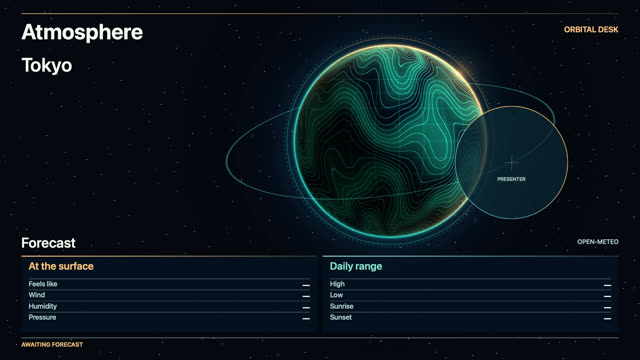 Atmosphere
ORBITAL DESK
Tokyo
PRESENTER
Forecast
OPEN-METEO
At the surface
Feels like —
Wind —
Humidity —
Pressure —
Daily range
High —
Low —
Sunrise —
Sunset —
AWAITING FORECAST